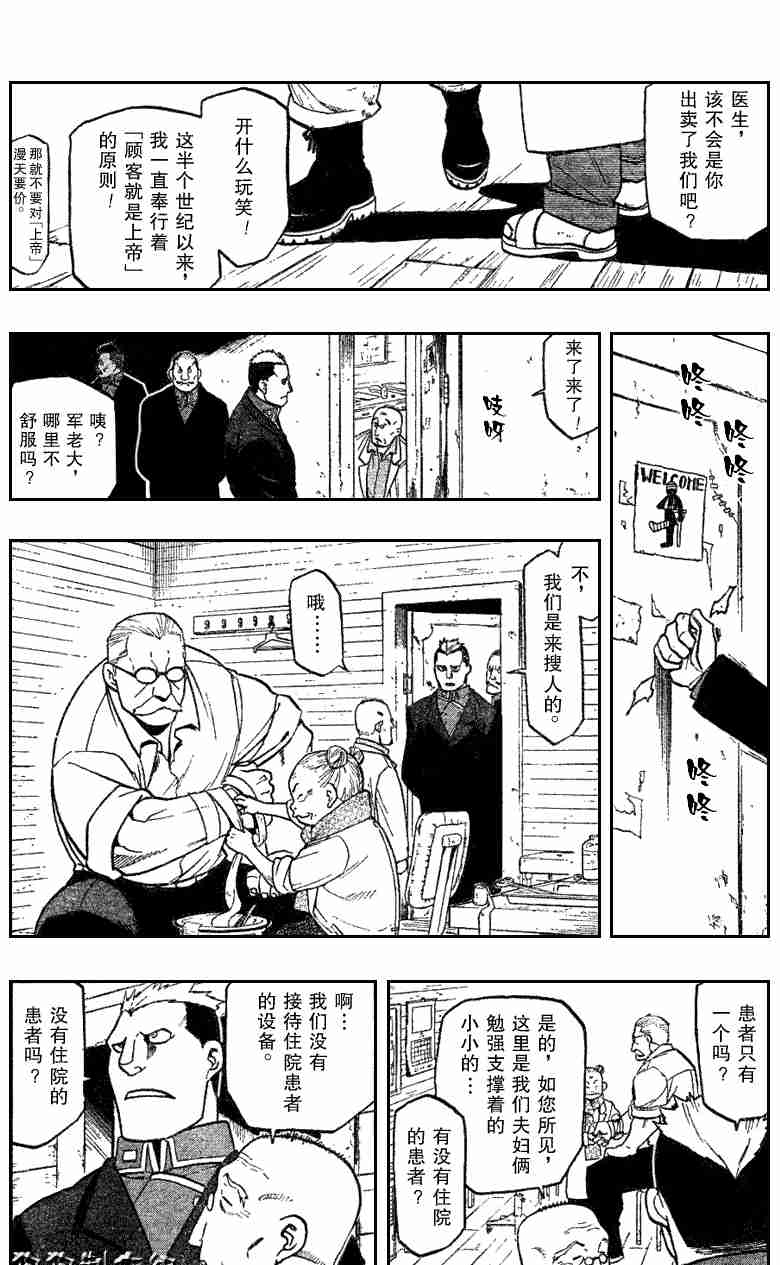 医生，
该不会是你
出卖了我们吧？
开什么玩笑！
这半个世纪以来，
我一直奉行着
「顾客就是上帝」
的原则！
那就不要对「上帝」
漫天要价。
咚咚
咚咚
WELCOME
咚咚
来了来了！
吱呀
咦？
军老大，
哪里不
舒服吗？
不，
我们是来搜人的。
哦……
患者只有
一个吗？
是的，如您所见，
这里是我们夫妇俩
勉强支撑着的
小小的…
有没有住院
的患者？
啊…
我们没有
接待住院患者
的设备。
没有住院的
患者吗？